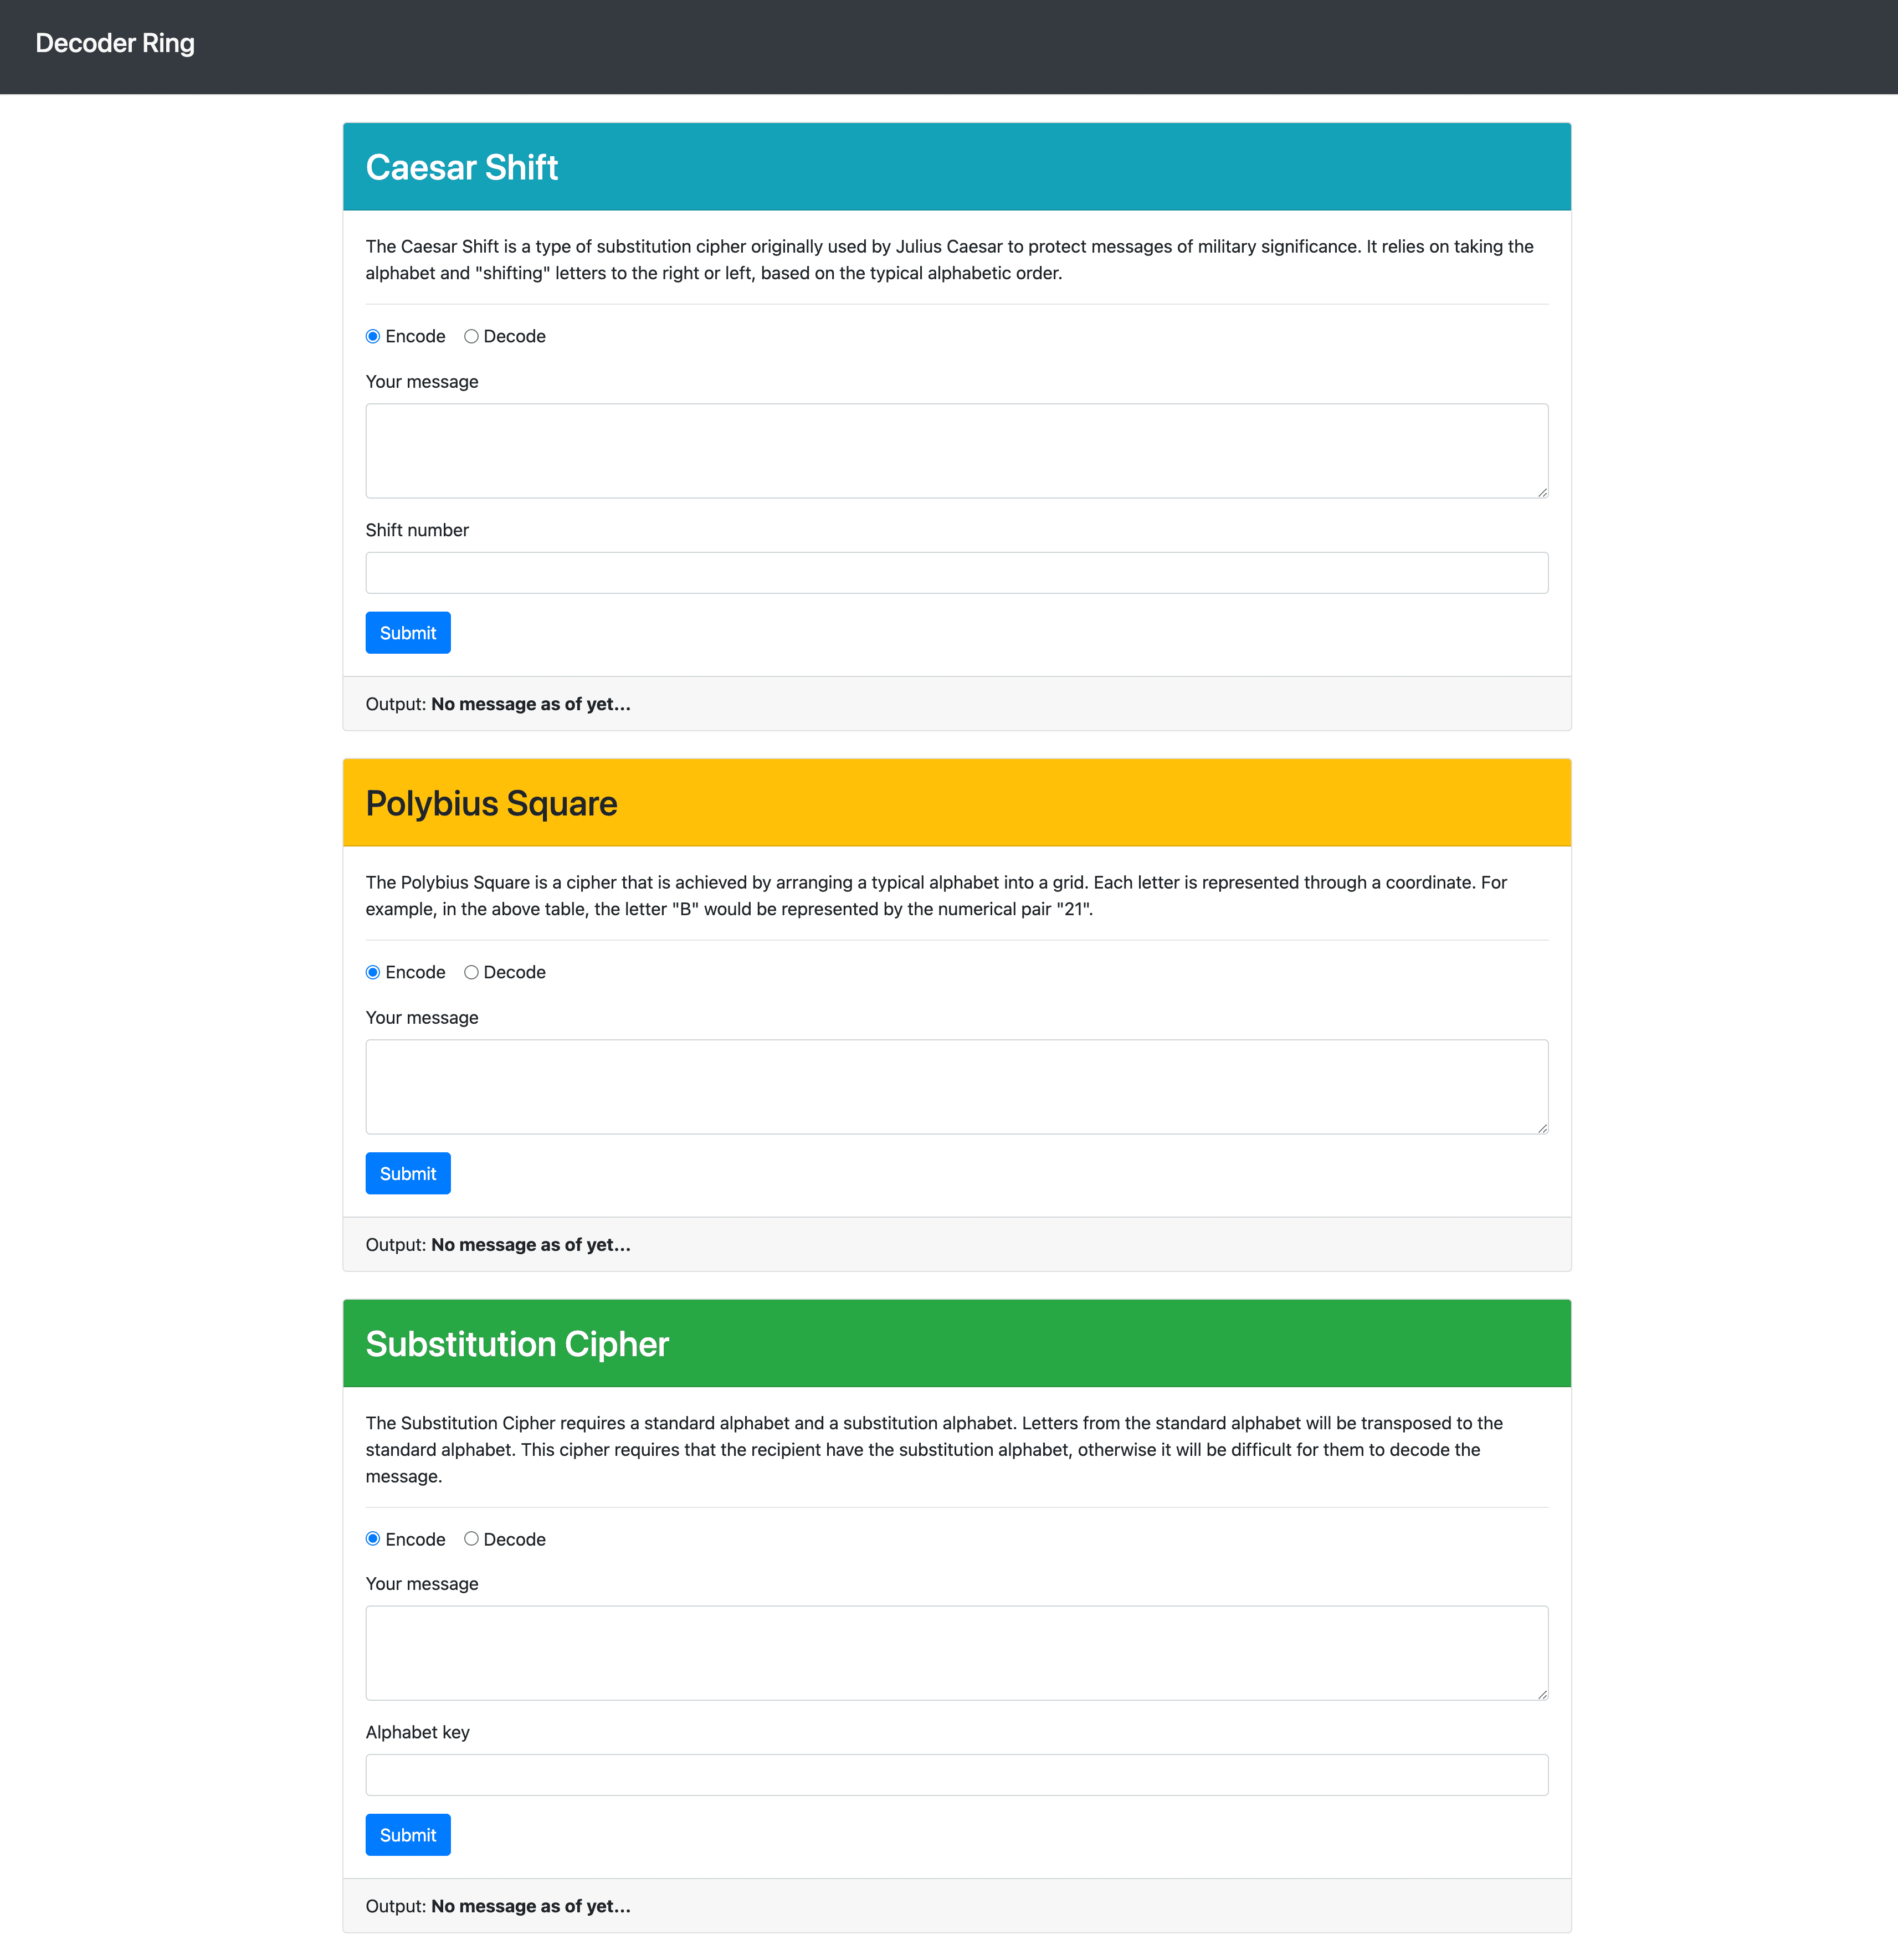 Decoder Ring
Caesar Shift
The Caesar Shift is a type of substitution cipher originally used by Julius Caesar to protect messages of military significance. It relies on taking the
alphabet and "shifting" letters to the right or left, based on the typical alphabetic order.
Encode Decode
Your message
Shift number
Submit
Output: No message as of yet...
Polybius Square
The Polybius Square is a cipher that is achieved by arranging a typical alphabet into a grid. Each letter is represented through a coordinate. For
example, in the above table, the letter "B" would be represented by the numerical pair "21".
Encode Decode
Your message
Submit
Output: No message as of yet...
Substitution Cipher
The Substitution Cipher requires a standard alphabet and a substitution alphabet. Letters from the standard alphabet will be transposed to the
standard alphabet. This cipher requires that the recipient have the substitution alphabet, otherwise it will be difficult for them to decode the
message.
Encode Decode
Your message
Alphabet key
Submit
Output: No message as of yet...